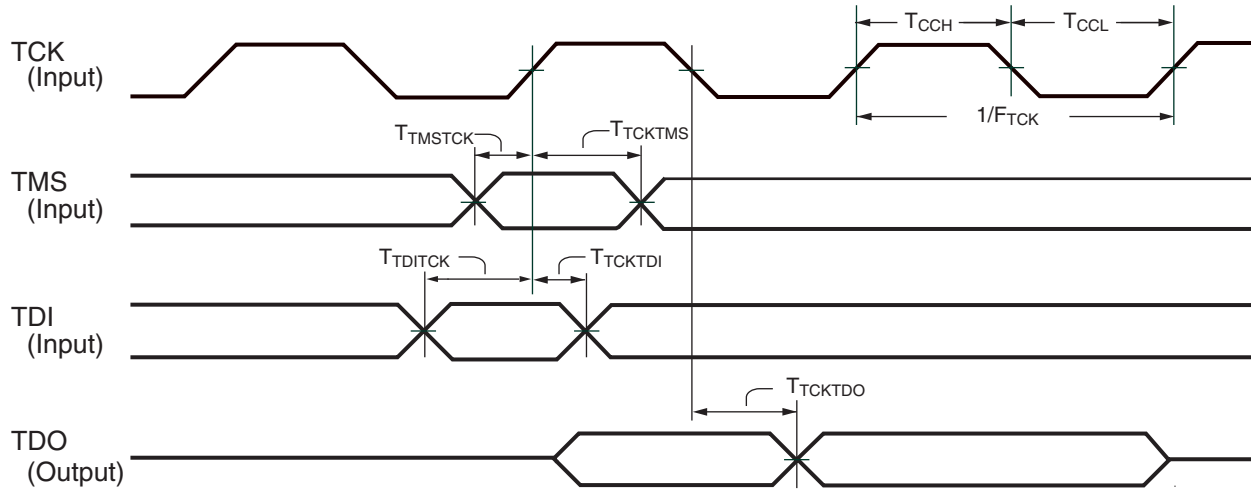 TCK
(Input)
TCCH
TCCL
1/FTCK
TTMSTCK
TTCKTMS
TMS
(Input)
TTDITCK
TTCKTDI
TDI
(Input)
TTCKTDO
TDO
(Output)